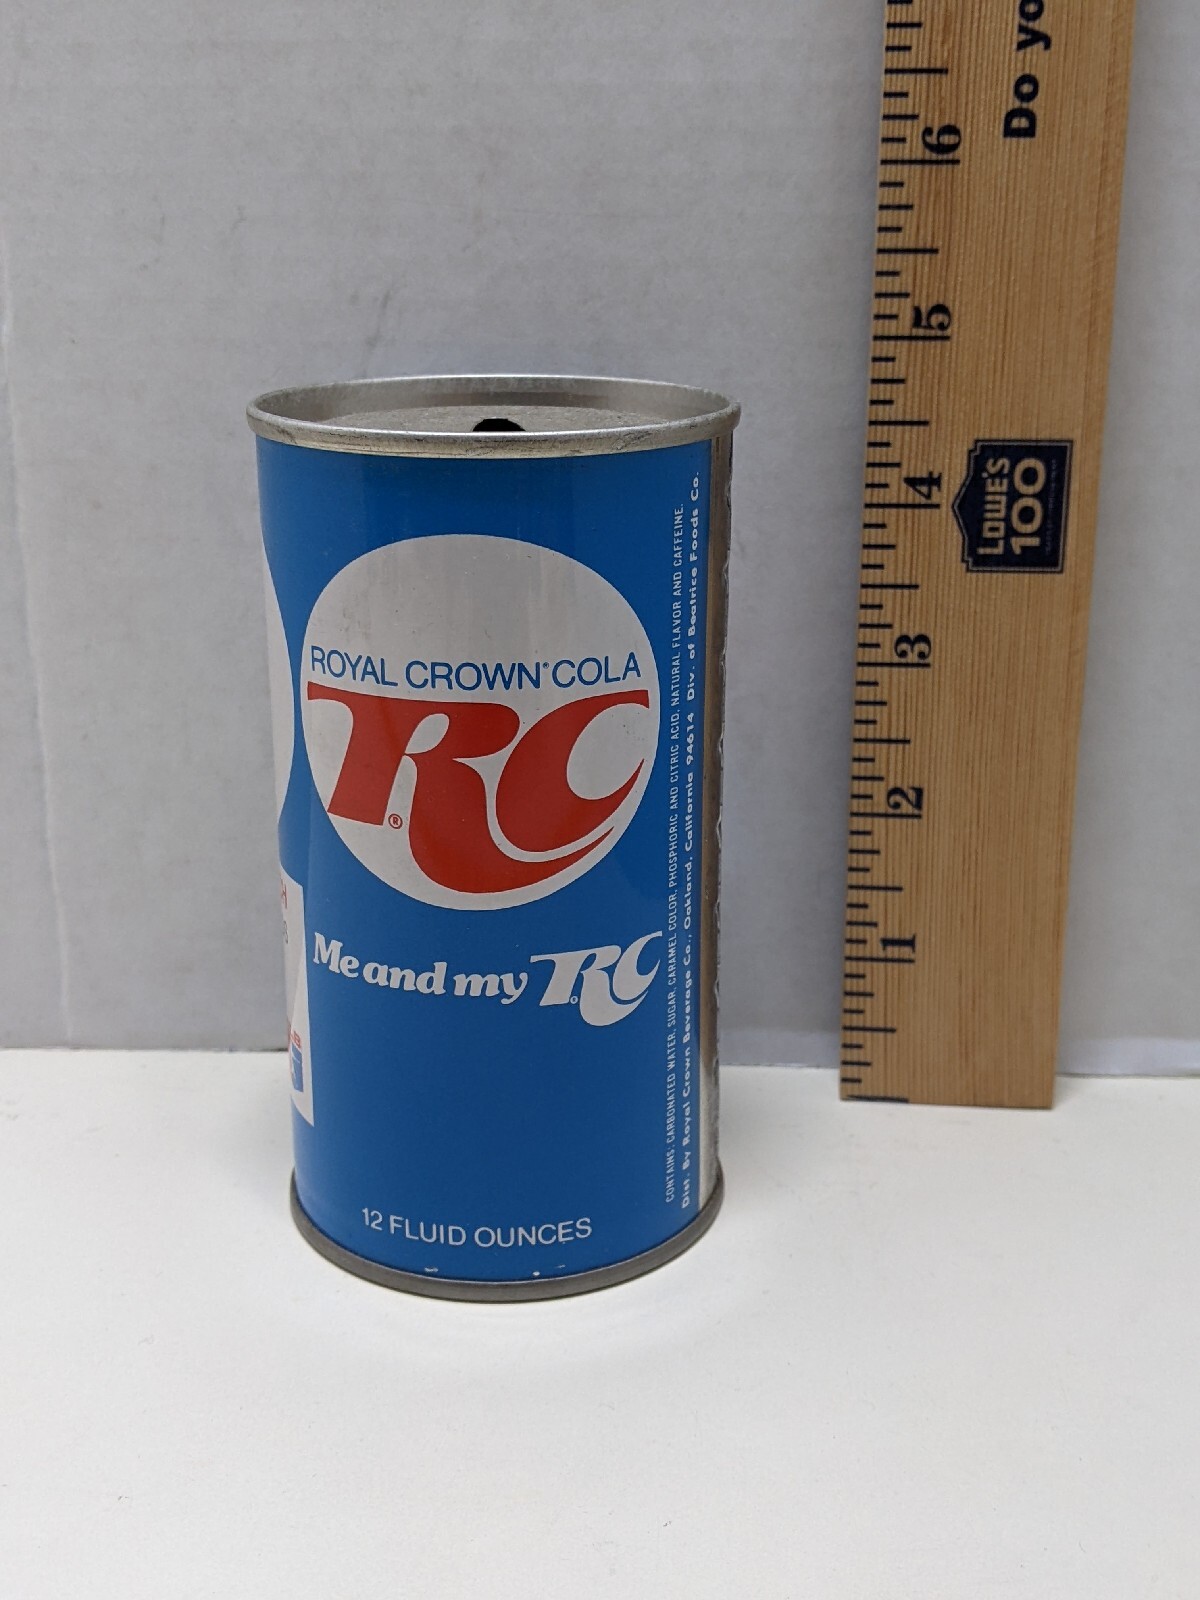 ROYAL CROWN® COLA
RC®
Me and my RC®
12 FLUID OUNCES
CONTAINS: CARBONATED WATER, SUGAR, CARAMEL COLOR, PHOSPHORIC AND CITRIC ACID, NATURAL FLAVOR AND CAFFEINE.
Dist. By Royal Crown Beverage Co., Oakland, California 94614 Div. of Beatrice Foods Co.
Do yo
6
5
4
3
2
1
LOWE'S
100